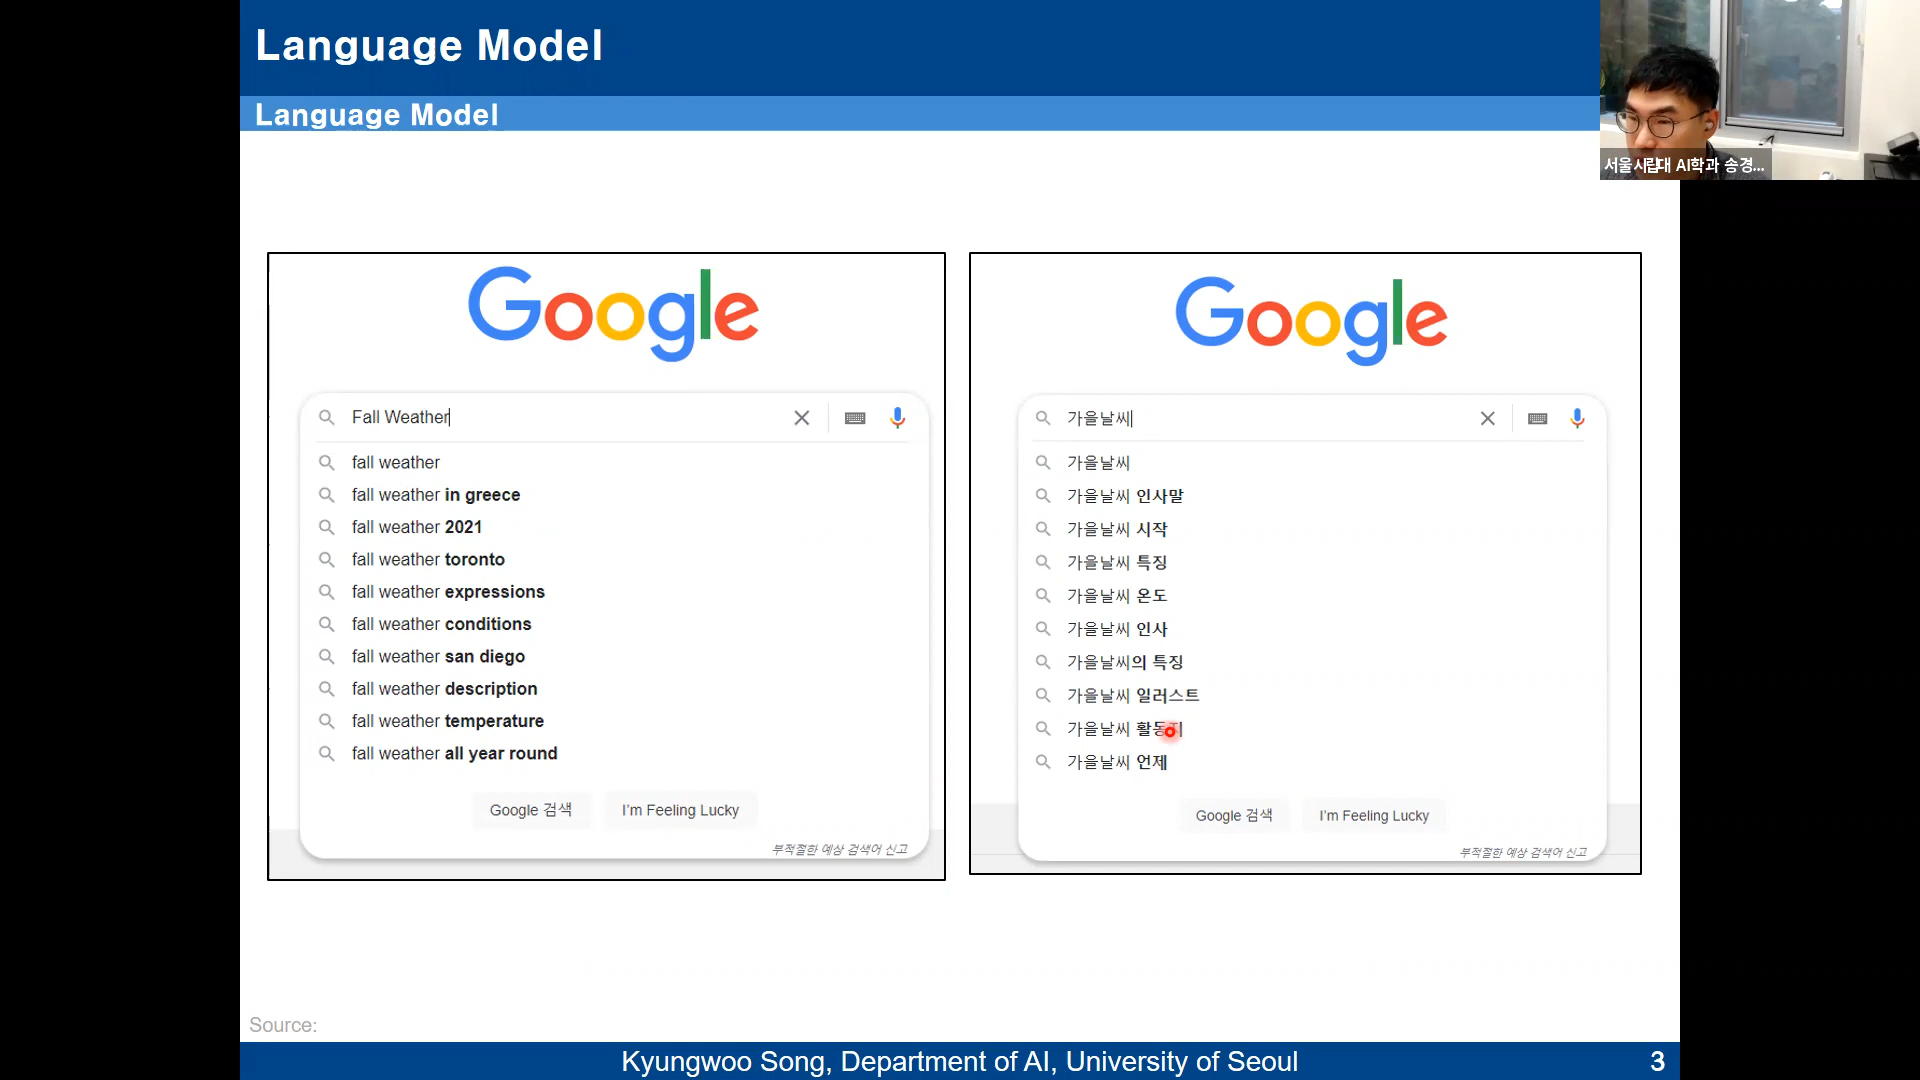 Language Model
Language Model
서울시립대 AI학과 송경...
Google
Fall Weather
fall weather
fall weather in greece
fall weather 2021
fall weather toronto
fall weather expressions
fall weather conditions
fall weather san diego
fall weather description
fall weather temperature
fall weather all year round
Google 검색
I'm Feeling Lucky
부적절한 예상 검색어 신고
Google
가을날씨
가을날씨
가을날씨 인사말
가을날씨 시작
가을날씨 특징
가을날씨 온도
가을날씨 인사
가을날씨의 특징
가을날씨 일러스트
가을날씨 활동지
가을날씨 언제
Google 검색
I'm Feeling Lucky
부적절한 예상 검색어 신고
Source:
Kyungwoo Song, Department of AI, University of Seoul
3